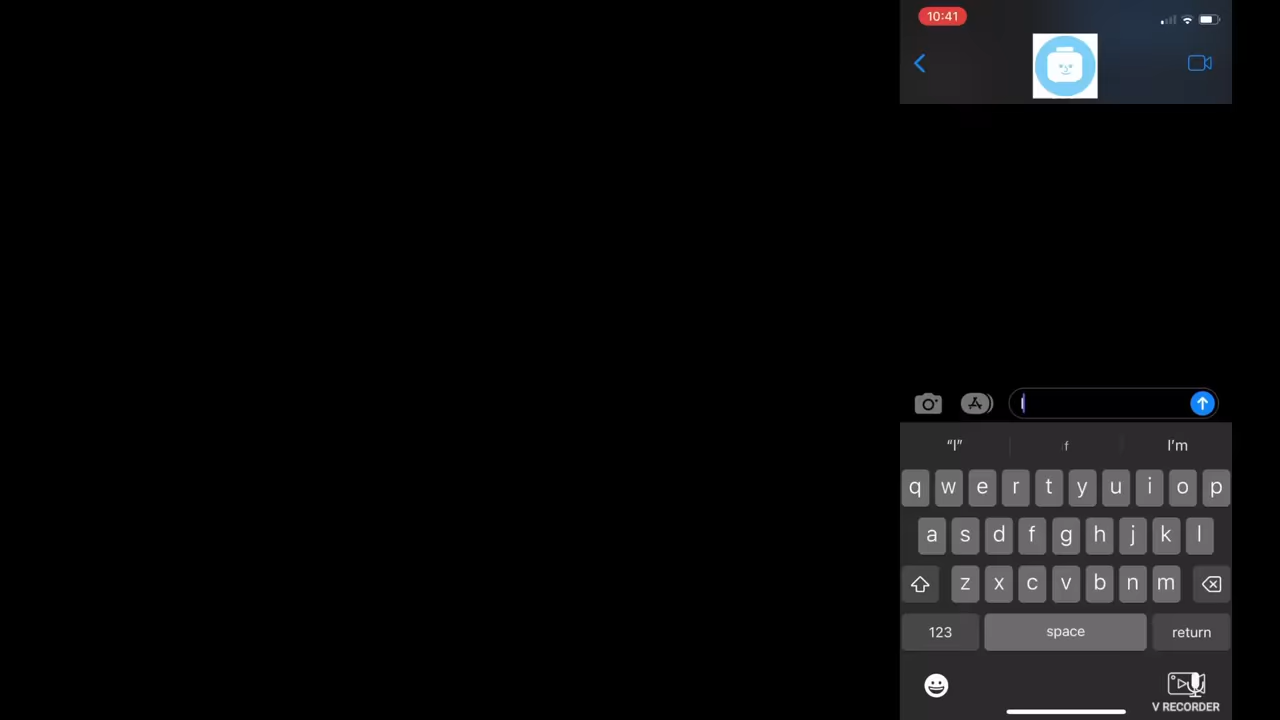 10:41
I
“I” f I’m
q w e r t y u i o p
a s d f g h j k l
z x c v b n m
123 space return
V RECORDER